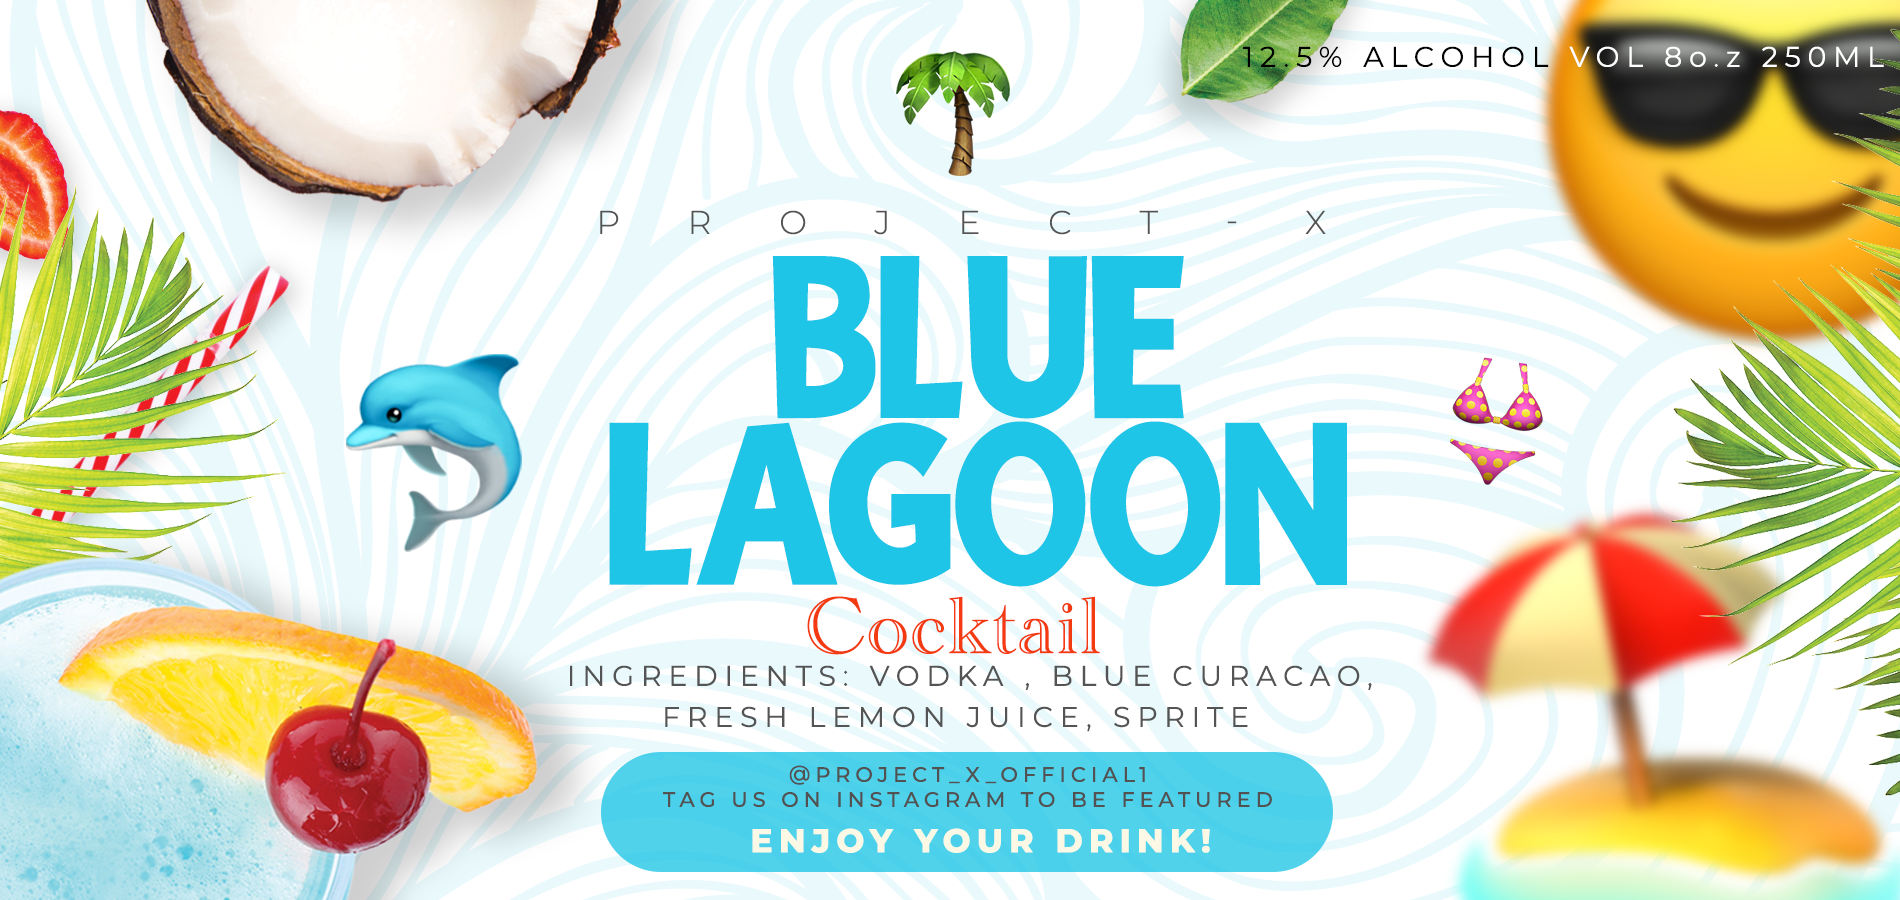 12.5% ALCOHOL VOL 8o.z 250ML
PROJECT-X
BLUE
LAGOON
Cocktail
INGREDIENTS: VODKA , BLUE CURACAO,
FRESH LEMON JUICE, SPRITE
@PROJECT_X_OFFICIAL1
TAG US ON INSTAGRAM TO BE FEATURED
ENJOY YOUR DRINK!